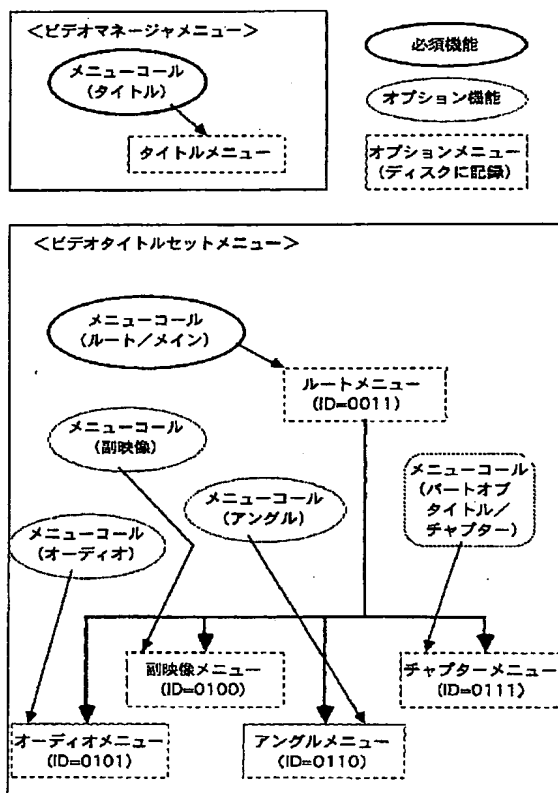 ＜ビデオマネージャメニュー＞
メニューコール
（タイトル）
タイトルメニュー
必須機能
オプション機能
オプションメニュー
（ディスクに記録）
＜ビデオタイトルセットメニュー＞
メニューコール
（ルート／メイン）
ルートメニュー
（ID=0011）
メニューコール
（副映像）
メニューコール
（アングル）
メニューコール
（パートオブ
タイトル／
チャプター）
メニューコール
（オーディオ）
副映像メニュー
（ID=0100）
チャプターメニュー
（ID=0111）
オーディオメニュー
（ID=0101）
アングルメニュー
（ID=0110）